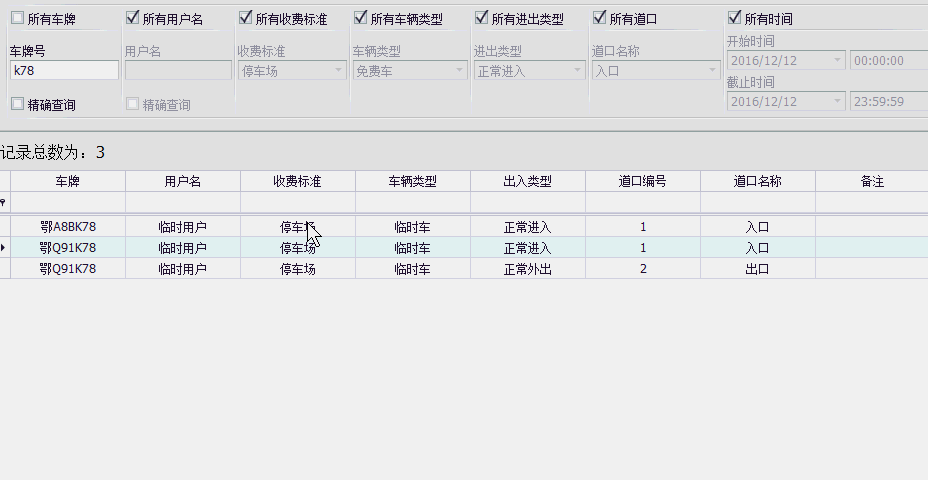 所有车牌 所有用户名 所有收费标准 所有车辆类型 所有进出类型 所有道口 所有时间
车牌号 用户名 收费标准 车辆类型 进出类型 道口名称 开始时间
k78 停车场 免费车 正常进入 入口 2016/12/12 00:00:00
截止时间
精确查询 精确查询 2016/12/12 23:59:59
记录总数为：3
车牌 用户名 收费标准 车辆类型 出入类型 道口编号 道口名称 备注
鄂A8BK78 临时用户 停车场 临时车 正常进入 1 入口
鄂Q91K78 临时用户 停车场 临时车 正常进入 1 入口
鄂Q91K78 临时用户 停车场 临时车 正常外出 2 出口